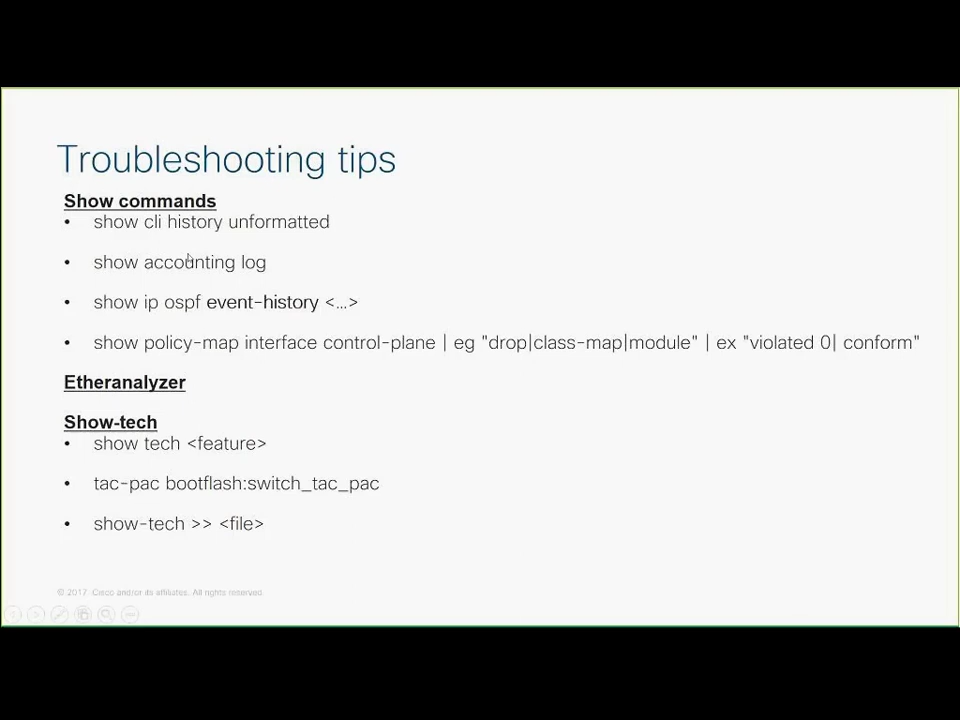 Troubleshooting tips
Show commands
• show cli history unformatted
• show accounting log
• show ip ospf event-history <...>
• show policy-map interface control-plane | eg "drop|class-map|module" | ex "violated 0| conform"
Etheranalyzer
Show-tech
• show tech <feature>
• tac-pac bootflash:switch_tac_pac
• show-tech >> <file>
© 2017 Cisco and/or its affiliates. All rights reserved.